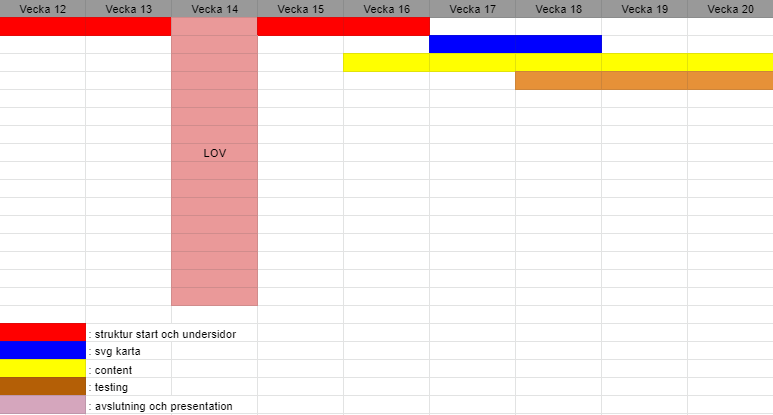 Vecka 12 Vecka 13 Vecka 14 Vecka 15 Vecka 16 Vecka 17 Vecka 18 Vecka 19 Vecka 20
LOV
: struktur start och undersidor
: svg karta
: content
: testing
: avslutning och presentation